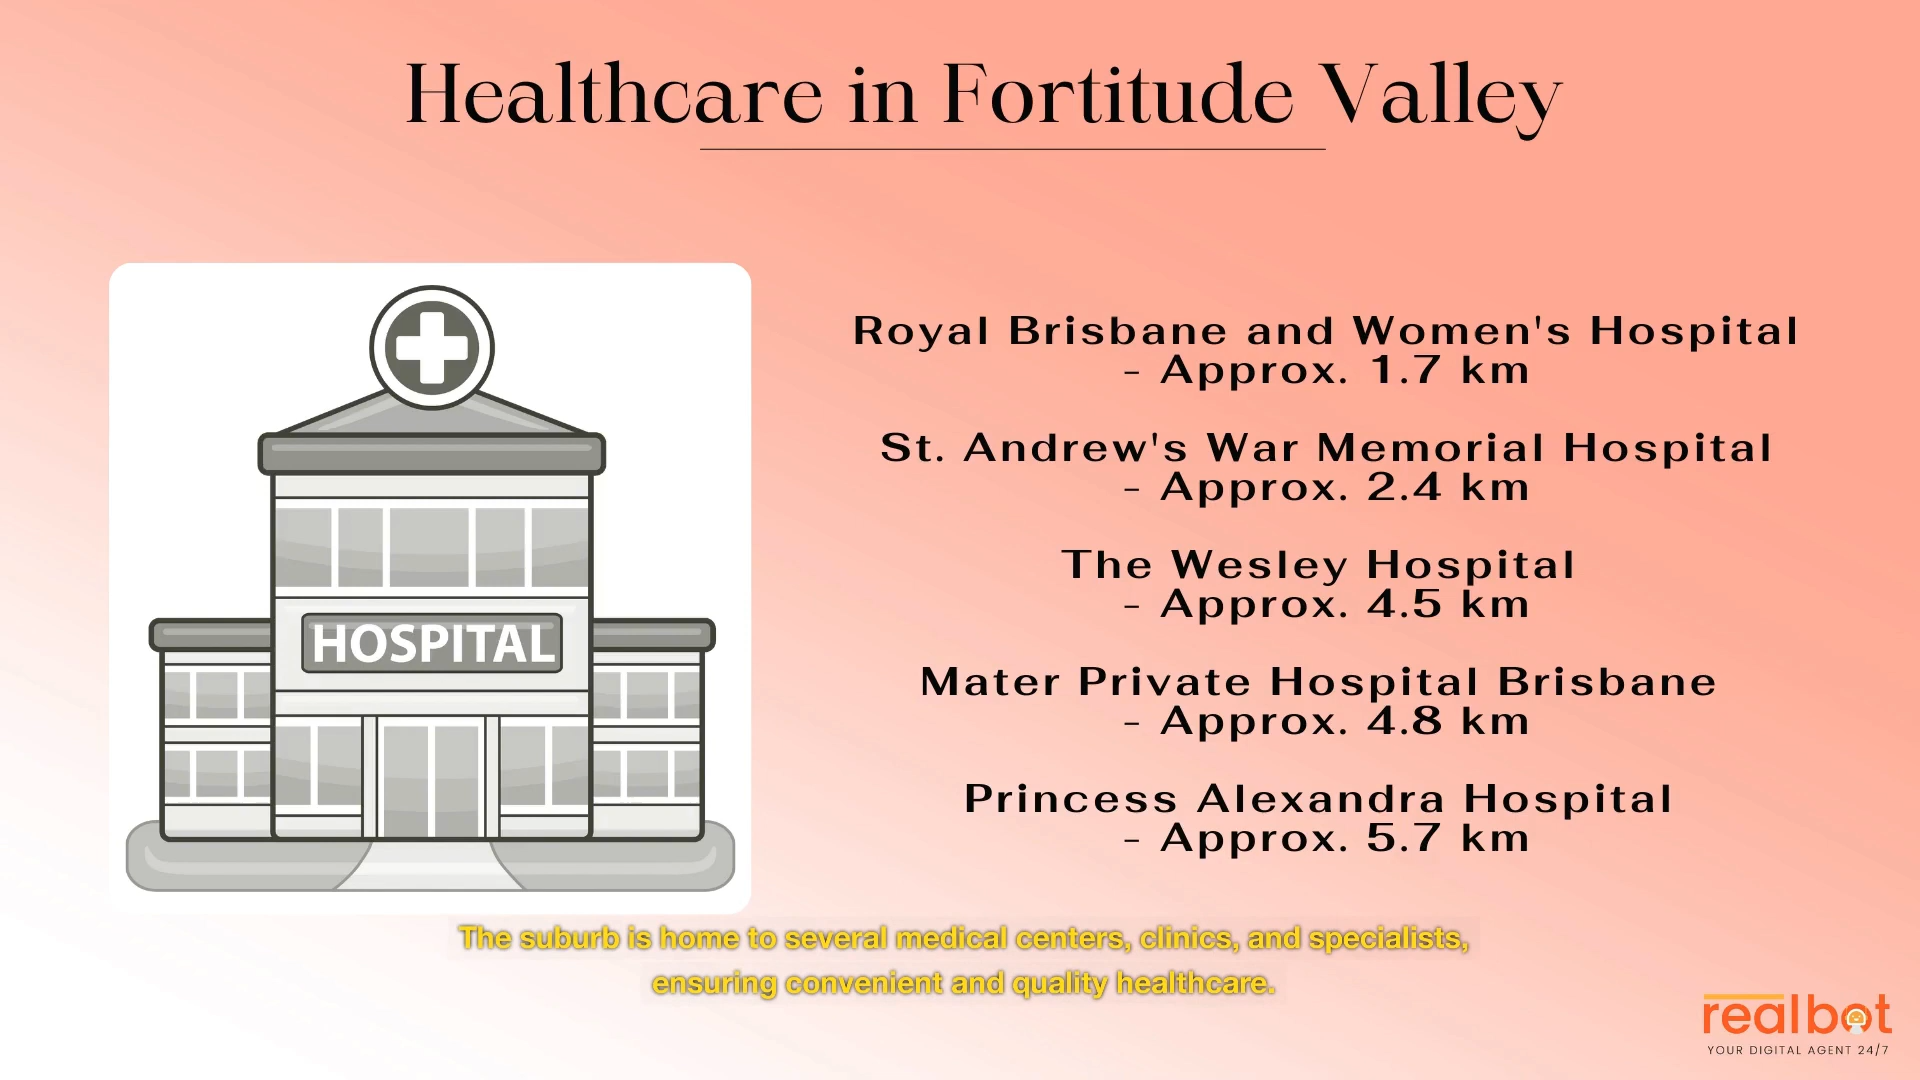 Healthcare in Fortitude Valley
HOSPITAL
Royal Brisbane and Women's Hospital
- Approx. 1.7 km
St. Andrew's War Memorial Hospital
- Approx. 2.4 km
The Wesley Hospital
- Approx. 4.5 km
Mater Private Hospital Brisbane
- Approx. 4.8 km
Princess Alexandra Hospital
- Approx. 5.7 km
The suburb is home to several medical centers, clinics, and specialists,
ensuring convenient and quality healthcare.
realbot
YOUR DIGITAL AGENT 24/7